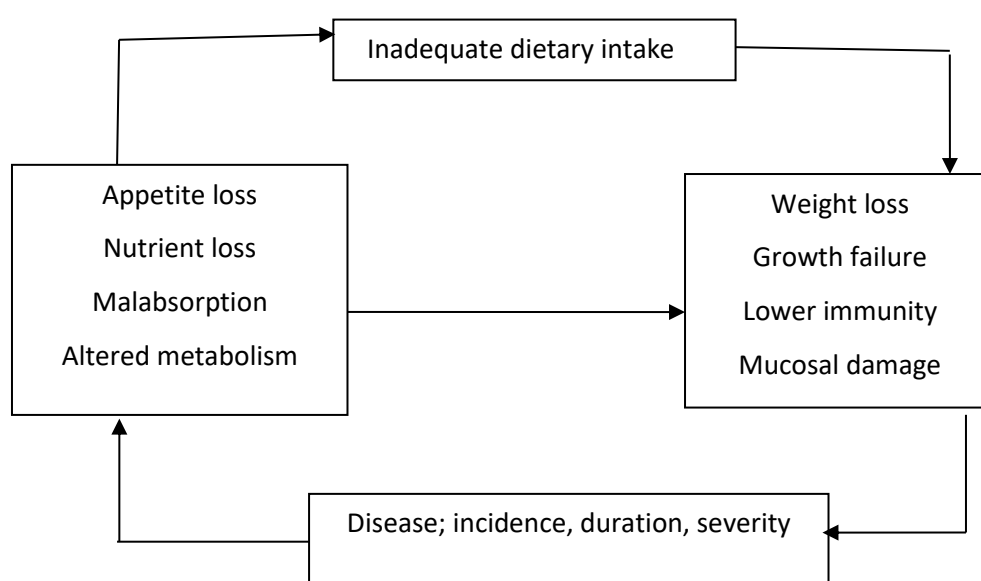 Inadequate dietary intake
Appetite loss
Nutrient loss
Malabsorption
Altered metabolism
Weight loss
Growth failure
Lower immunity
Mucosal damage
Disease; incidence, duration, severity